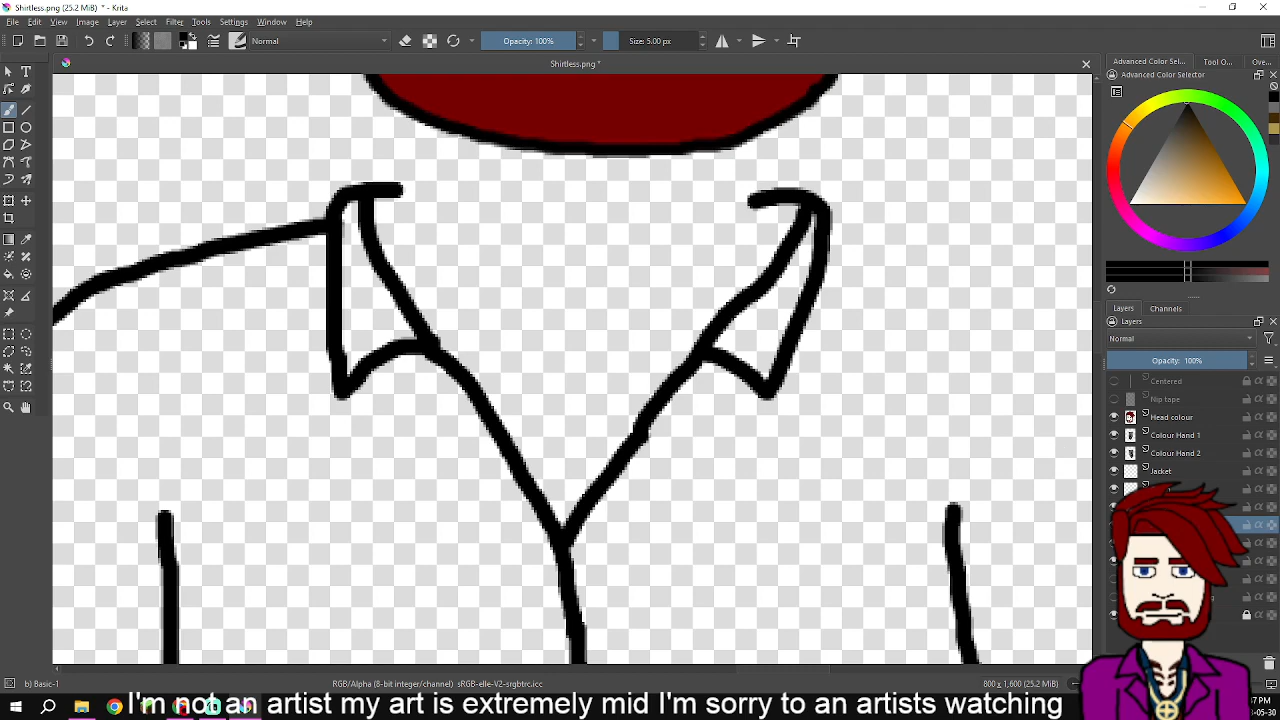 Shirtless.png (25.2 MiB) * - Krita
File Edit View Image Layer Select Filter Tools Settings Window Help
Normal Opacity: 100% Size: 5.00 px
Shirtless.png *
Advanced Color Sel... Tool O... Ove...
Advanced Color Selector
Layers Channels
Layers
Normal
Opacity: 100%
Centered
Nip tape
Head colour
Colour Hand 1
Colour Hand 2
Jacket
b) Basic-1 RGB/Alpha (8-bit integer/channel) sRGB-elle-V2-srgbtrc.icc 800 x 1,600 (25.2 MiB)
I'm not an artist my art is extremely mid I'm sorry to an artists watching